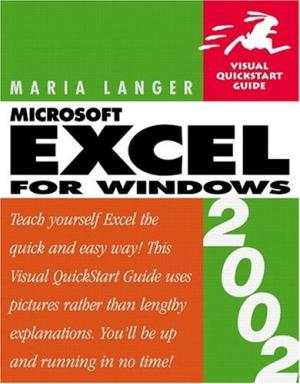 VISUAL
QUICKSTART
GUIDE
MARIA LANGER
MICROSOFT
EXCEL
FOR WINDOWS
2002
Teach yourself Excel the
quick and easy way! This
Visual QuickStart Guide uses
pictures rather than lengthy
explanations. You'll be up
and running in no time!